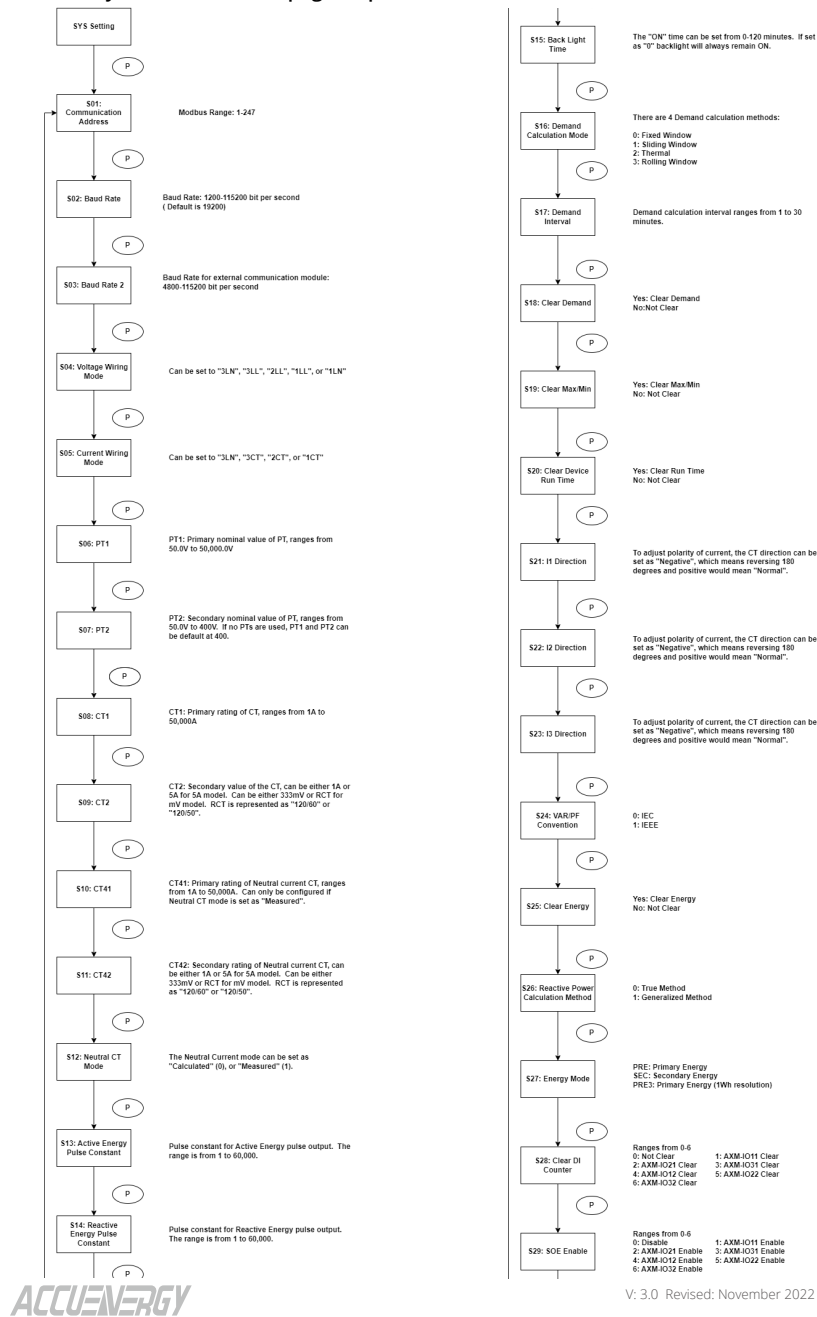 SYS Setting
P
S01:
Communication
Address
Modbus Range: 1-247
P
S02: Baud Rate
Baud Rate: 1200-115200 bit per second
( Default is 19200)
P
S03: Baud Rate 2
Baud Rate for external communication module:
4800-115200 bit per second
P
S04: Voltage Wiring
Mode
Can be set to "3LN", "3LL", "2LL", "1LL", or "1LN"
P
S05: Current Wiring
Mode
Can be set to "3LN", "3CT", "2CT", or "1CT"
P
S06: PT1
PT1: Primary nominal value of PT, ranges from
50.0V to 50,000.0V
P
S07: PT2
PT2: Secondary nominal value of PT, ranges from
50.0V to 400V. If no PTs are used, PT1 and PT2 can
be default at 400.
P
S08: CT1
CT1: Primary rating of CT, ranges from 1A to
50,000A
P
S09: CT2
CT2: Secondary value of the CT, can be either 1A or
5A for 5A model. Can be either 333mV or RCT for
mV model. RCT is represented as "120/60" or
"120/50".
P
S10: CT41
CT41: Primary rating of Neutral current CT, ranges
from 1A to 50,000A. Can only be configured if
Neutral CT mode is set as "Measured".
P
S11: CT42
CT42: Secondary rating of Neutral current CT, can
be either 1A or 5A for 5A model. Can be either
333mV or RCT for mV model. RCT is represented
as "120/60" or "120/50".
P
S12: Neutral CT
Mode
The Neutral Current mode can be set as
"Calculated" (0), or "Measured" (1).
P
S13: Active Energy
Pulse Constant
Pulse constant for Active Energy pulse output. The
range is from 1 to 60,000.
P
S14: Reactive
Energy Pulse
Constant
Pulse constant for Reactive Energy pulse output.
The range is from 1 to 60,000.
P
S15: Back Light
Time
The "ON" time can be set from 0-120 minutes. If set
as "0" backlight will always remain ON.
P
S16: Demand
Calculation Mode
There are 4 Demand calculation methods:
0: Fixed Window
1: Sliding Window
2: Thermal
3: Rolling Window
P
S17: Demand
Interval
Demand calculation interval ranges from 1 to 30
minutes.
P
S18: Clear Demand
Yes: Clear Demand
No:Not Clear
P
S19: Clear Max/Min
Yes: Clear Max/Min
No: Not Clear
P
S20: Clear Device
Run Time
Yes: Clear Run Time
No: Not Clear
P
S21: I1 Direction
To adjust polarity of current, the CT direction can be
set as "Negative", which means reversing 180
degrees and positive would mean "Normal".
P
S22: I2 Direction
To adjust polarity of current, the CT direction can be
set as "Negative", which means reversing 180
degrees and positive would mean "Normal".
P
S23: I3 Direction
To adjust polarity of current, the CT direction can be
set as "Negative", which means reversing 180
degrees and positive would mean "Normal".
P
S24: VAR/PF
Convention
0: IEC
1: IEEE
P
S25: Clear Energy
Yes: Clear Energy
No: Not Clear
P
S26: Reactive Power
Calculation Method
0: True Method
1: Generalized Method
P
S27: Energy Mode
PRE: Primary Energy
SEC: Secondary Energy
PRE3: Primary Energy (1Wh resolution)
P
S28: Clear DI
Counter
Ranges from 0-6
0: Not Clear 1: AXM-IO11 Clear
2: AXM-IO21 Clear 3: AXM-IO31 Clear
4: AXM-IO12 Clear 5: AXM-IO22 Clear
6: AXM-IO32 Clear
P
S29: SOE Enable
Ranges from 0-6
0: Disable 1: AXM-IO11 Enable
2: AXM-IO21 Enable 3: AXM-IO31 Enable
4: AXM-IO12 Enable 5: AXM-IO22 Enable
6: AXM-IO32 Enable
ACCUENERGY
V: 3.0 Revised: November 2022